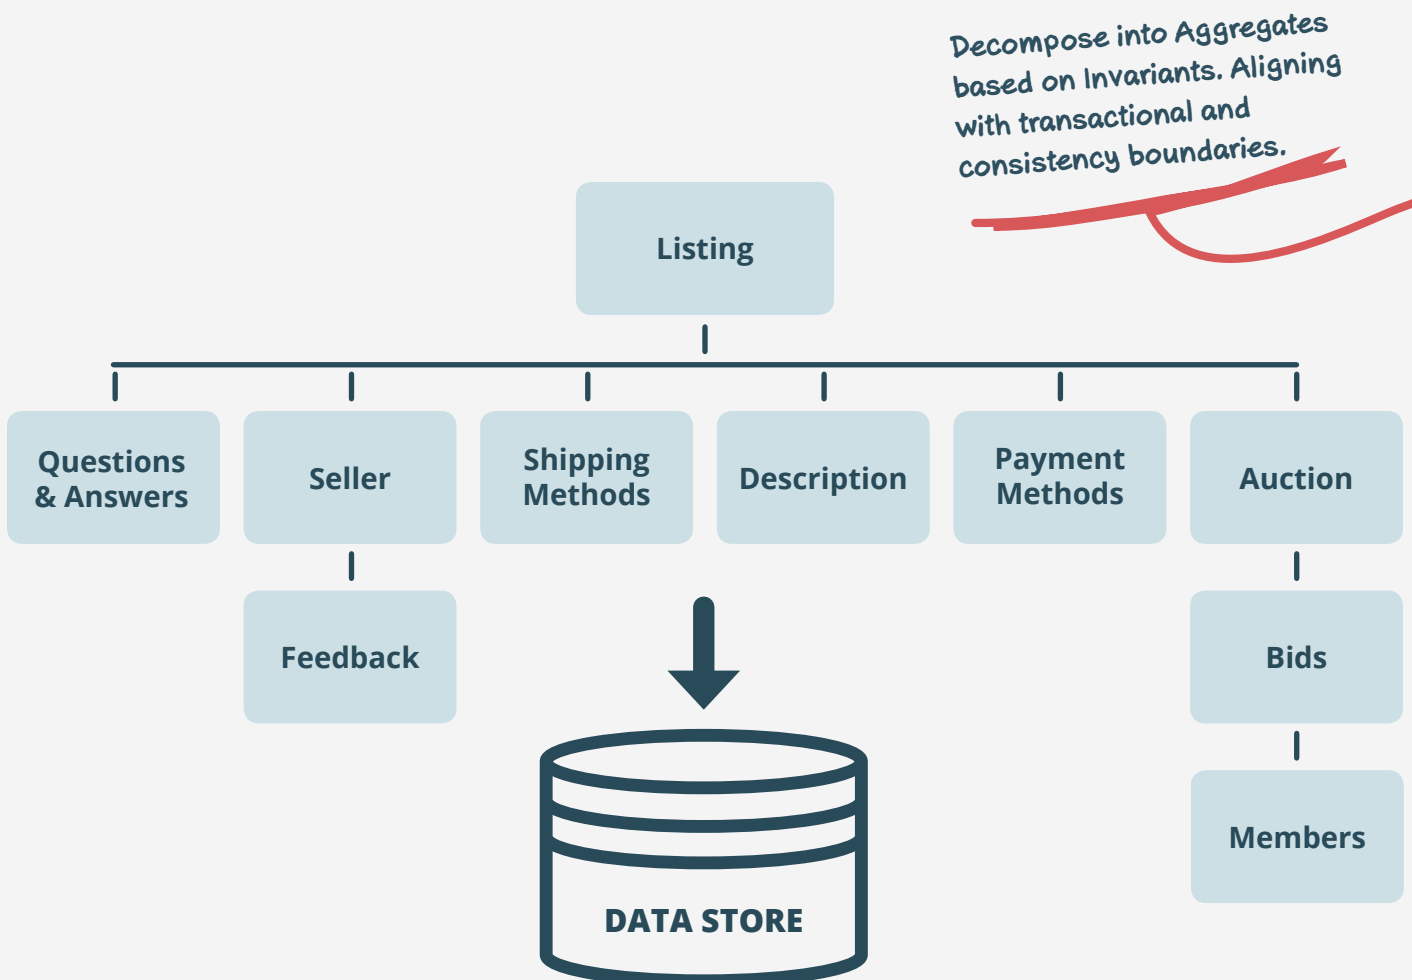 Decompose into Aggregates
based on Invariants. Aligning
with transactional and
consistency boundaries.
Listing
Questions
& Answers
Seller
Shipping
Methods
Description
Payment
Methods
Auction
Feedback
Bids
Members
DATA STORE